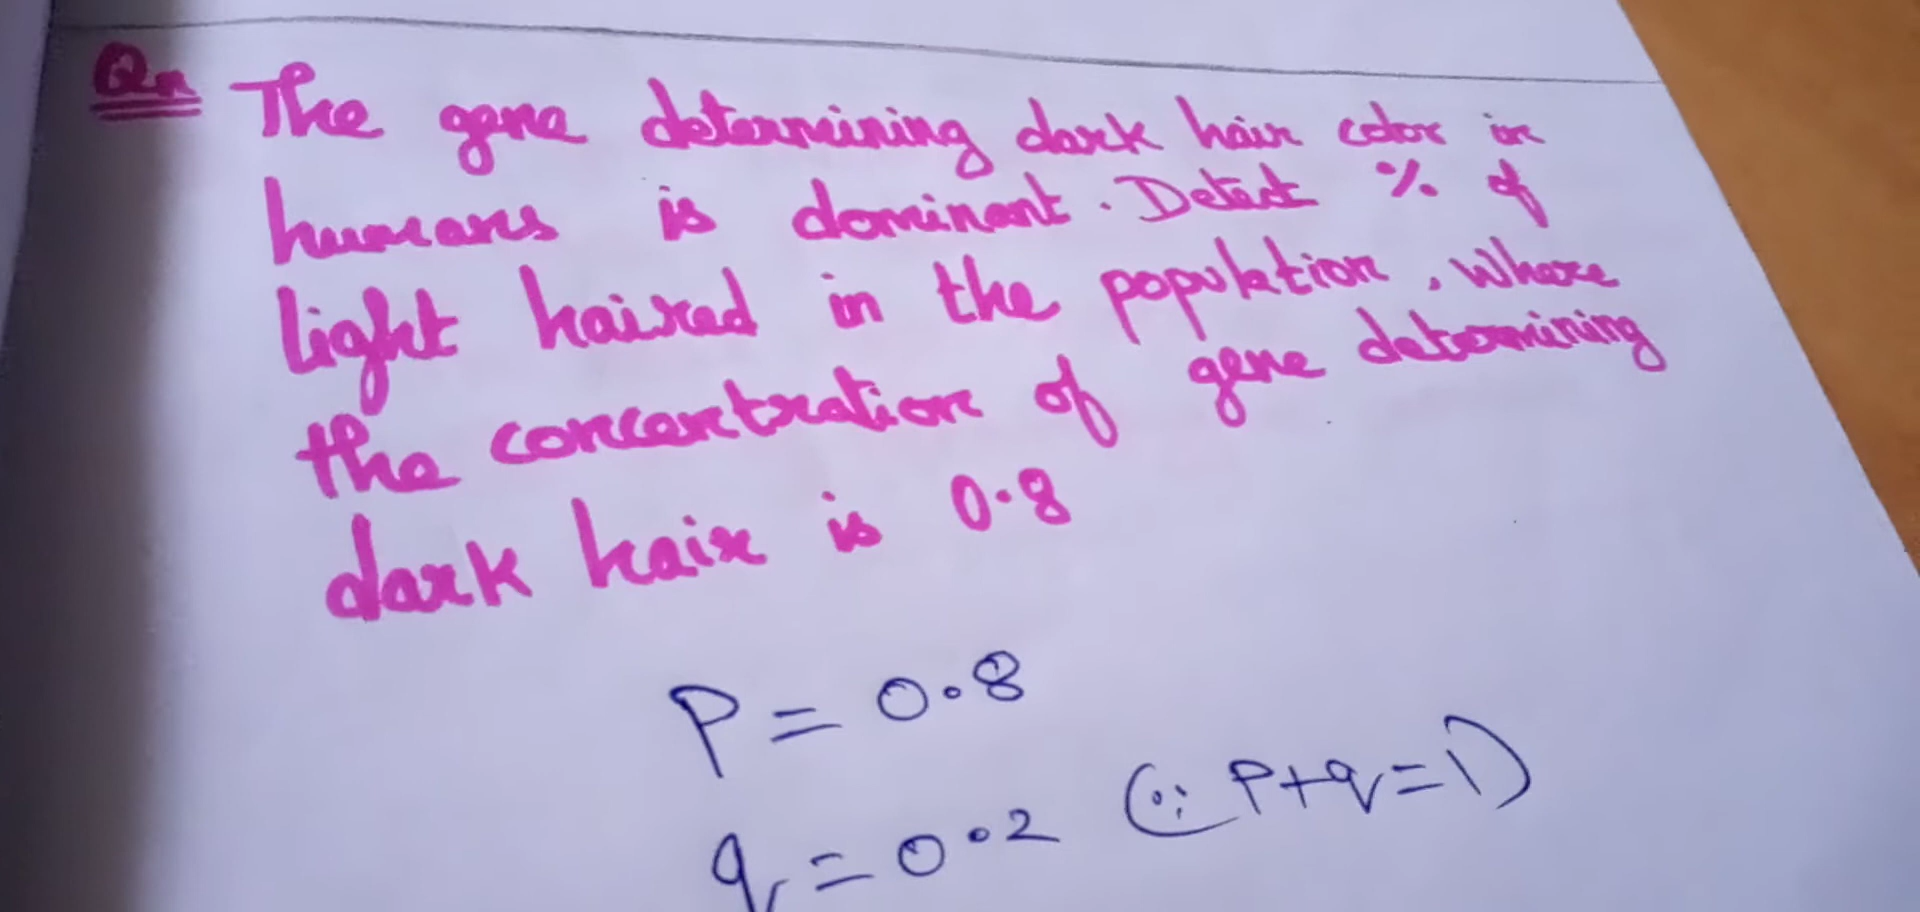 Qn The gene determining dark hair color in
humans is dominant. Detect % of
light haired in the population, where
the concentration of gene determining
dark hair is 0.8
P = 0.8
q = 0.2 (∵ P+q=1)